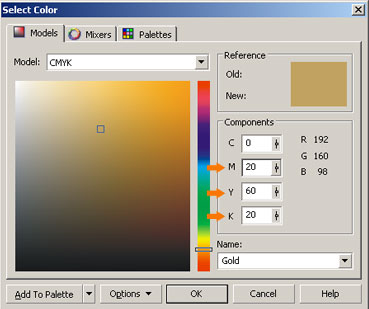 Select Color
Models Mixers Palettes
Model: CMYK
Reference
Old:
New:
Components
C 0 R 192
M 20 G 160
Y 60 B 98
K 20
Name:
Gold
Add To Palette Options OK Cancel Help